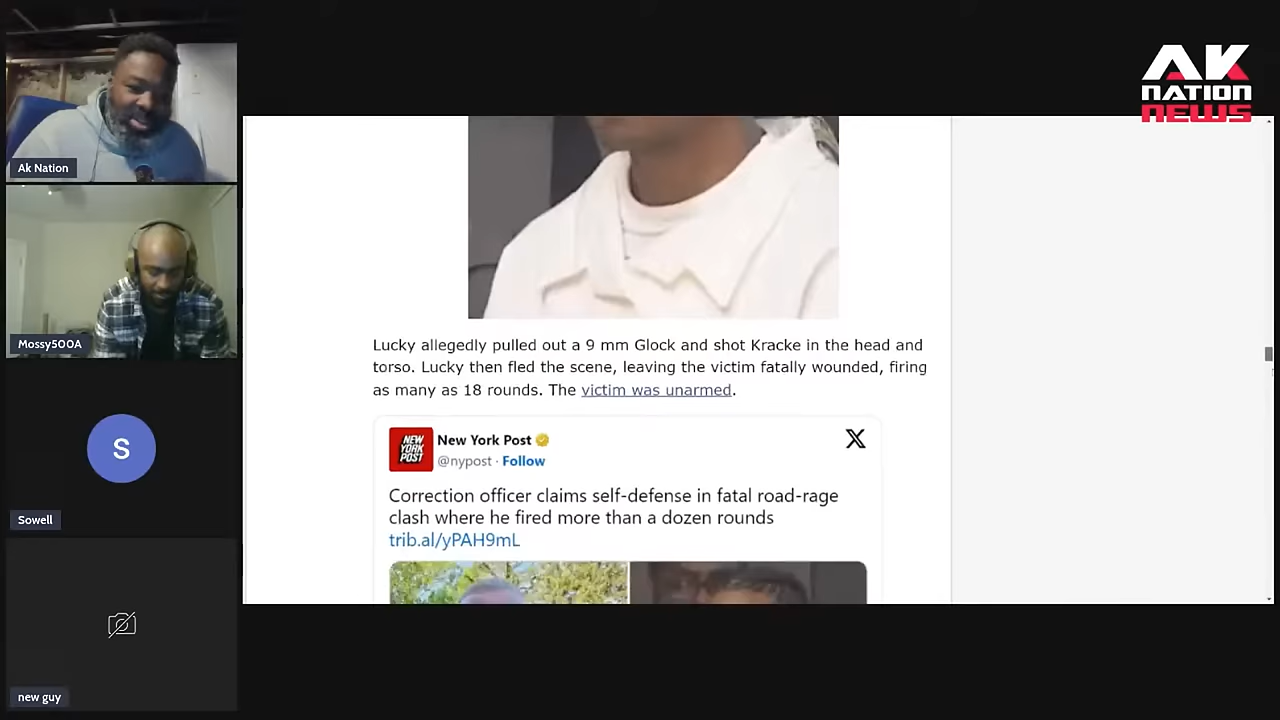 AK
NATION
NEWS
Ak Nation
Mossy500A
S
Sowell
new guy
Lucky allegedly pulled out a 9 mm Glock and shot Kracke in the head and
torso. Lucky then fled the scene, leaving the victim fatally wounded, firing
as many as 18 rounds. The victim was unarmed.
NEW
YORK
POST
New York Post
@nypost · Follow
X
Correction officer claims self-defense in fatal road-rage
clash where he fired more than a dozen rounds
trib.al/yPAH9mL